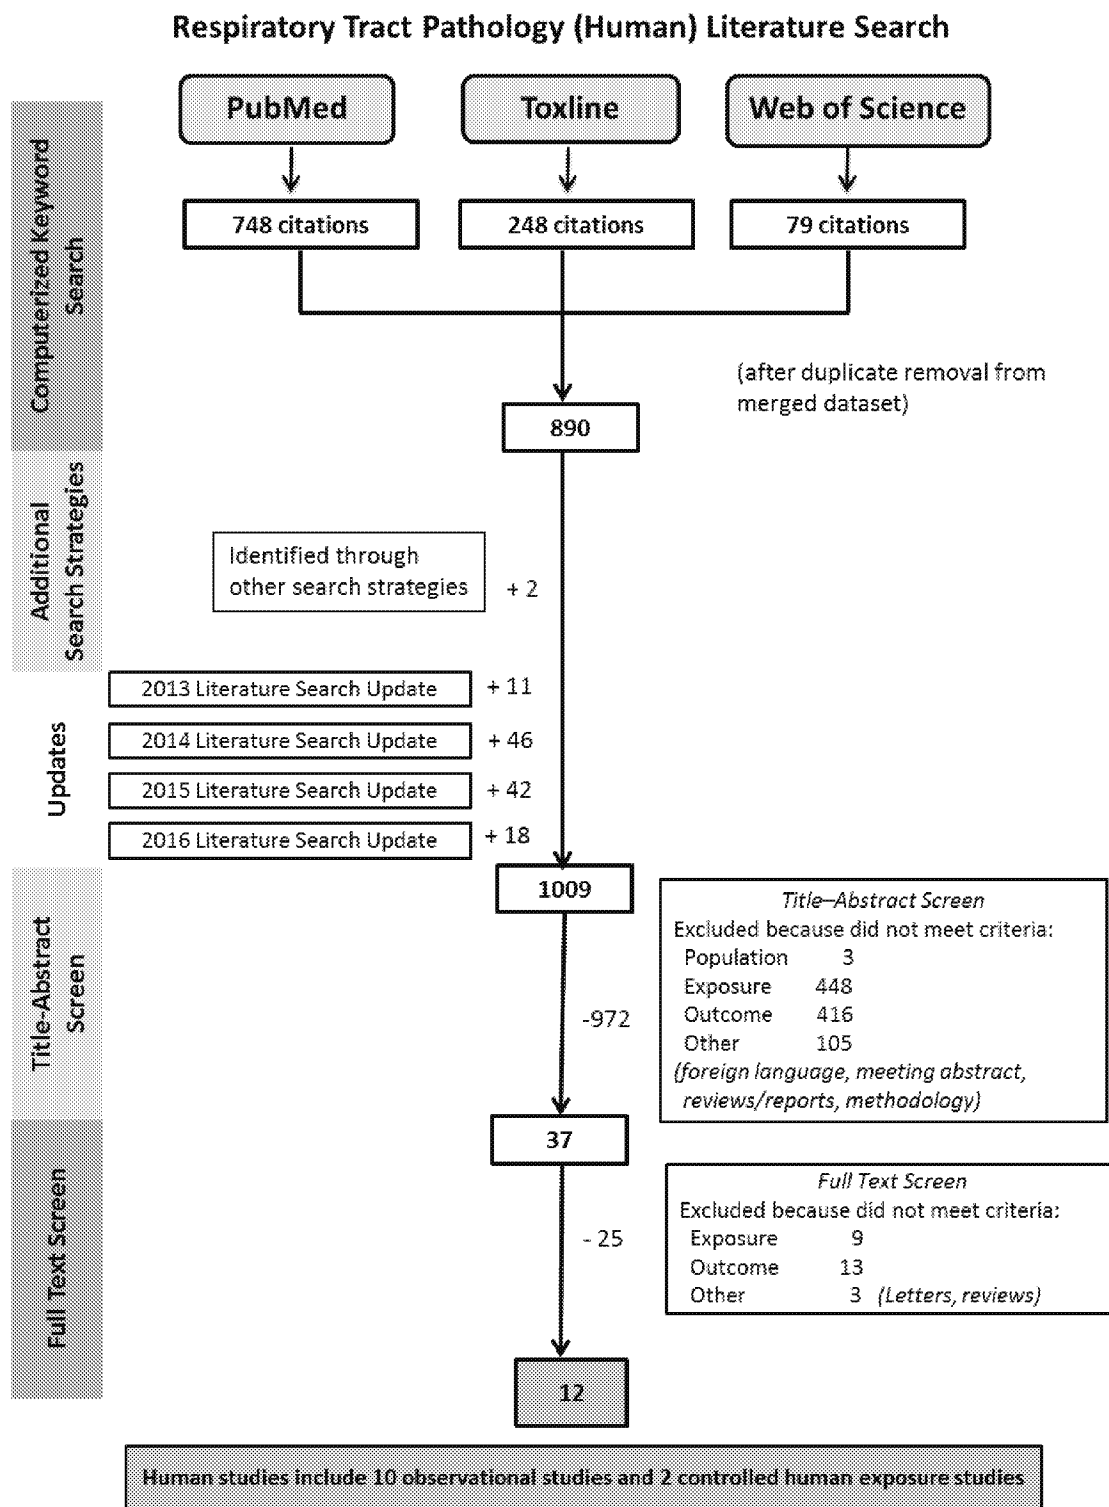 Respiratory Tract Pathology (Human) Literature Search
Computerized Keyword
Search
PubMed
Toxline
Web of Science
748 citations
248 citations
79 citations
(after duplicate removal from
merged dataset)
890
Additional
Search Strategies
Identified through
other search strategies
+ 2
Updates
2013 Literature Search Update
+ 11
2014 Literature Search Update
+ 46
2015 Literature Search Update
+ 42
2016 Literature Search Update
+ 18
1009
Title-Abstract
Screen
-972
Title–Abstract Screen
Excluded because did not meet criteria:
Population 3
Exposure 448
Outcome 416
Other 105
(foreign language, meeting abstract,
reviews/reports, methodology)
37
Full Text Screen
- 25
Full Text Screen
Excluded because did not meet criteria:
Exposure 9
Outcome 13
Other 3 (Letters, reviews)
12
Human studies include 10 observational studies and 2 controlled human exposure studies